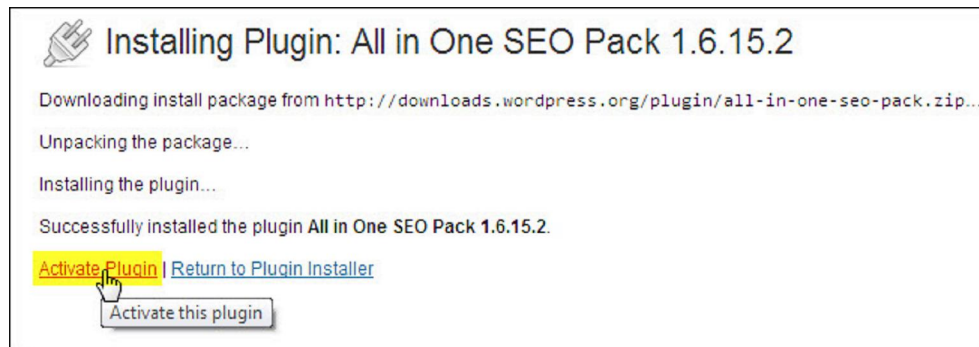 Installing Plugin: All in One SEO Pack 1.6.15.2
Downloading install package from http://downloads.wordpress.org/plugin/all-in-one-seo-pack.zip...
Unpacking the package...
Installing the plugin...
Successfully installed the plugin All in One SEO Pack 1.6.15.2.
Activate Plugin | Return to Plugin Installer
Activate this plugin